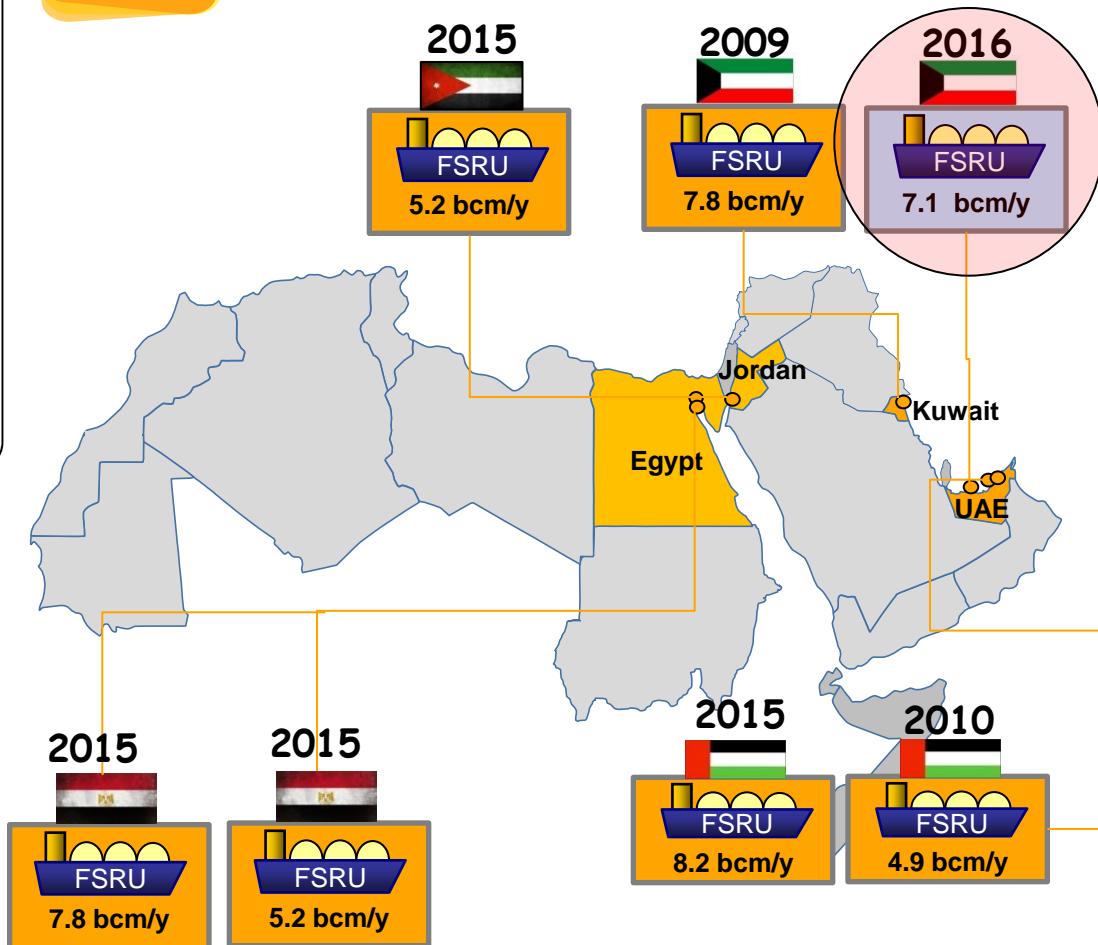 2015
FSRU
5.2 bcm/y
2009
FSRU
7.8 bcm/y
2016
FSRU
7.1 bcm/y
Jordan
Kuwait
Egypt
UAE
2015
FSRU
7.8 bcm/y
2015
FSRU
5.2 bcm/y
2015
FSRU
8.2 bcm/y
2010
FSRU
4.9 bcm/y